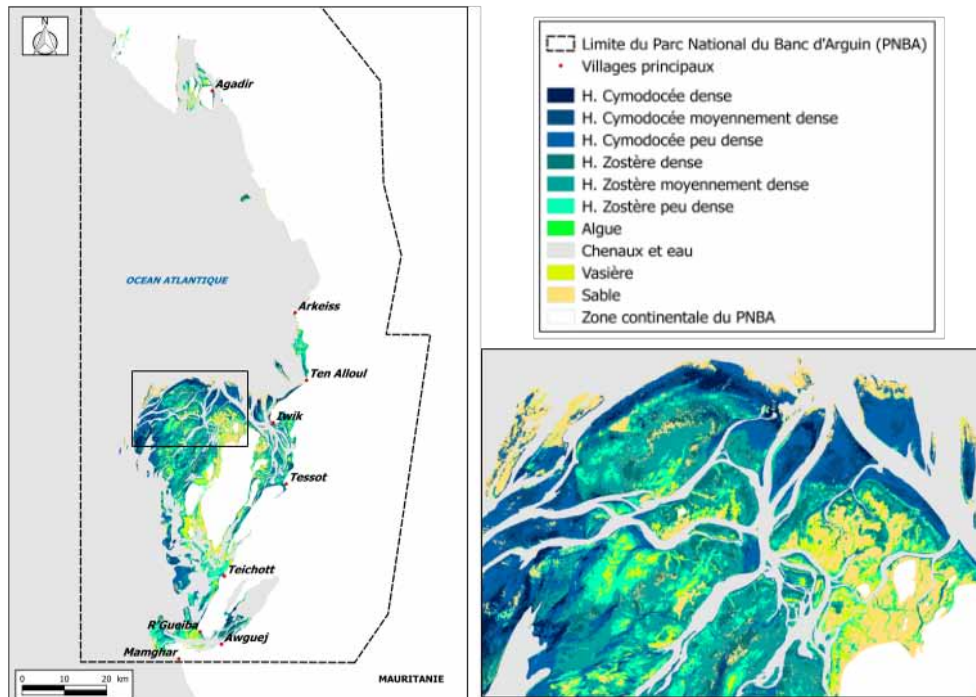 N
Agadir
OCEAN ATLANTIQUE
Arkeiss
Ten Alloul
Iwik
Tessot
Teichott
R'Gueiba
Awguej
Mamghar
0 10 20 km
MAURITANIE
Limite du Parc National du Banc d'Arguin (PNBA)
Villages principaux
H. Cymodocée dense
H. Cymodocée moyennement dense
H. Cymodocée peu dense
H. Zostère dense
H. Zostère moyennement dense
H. Zostère peu dense
Algue
Chenaux et eau
Vasière
Sable
Zone continentale du PNBA